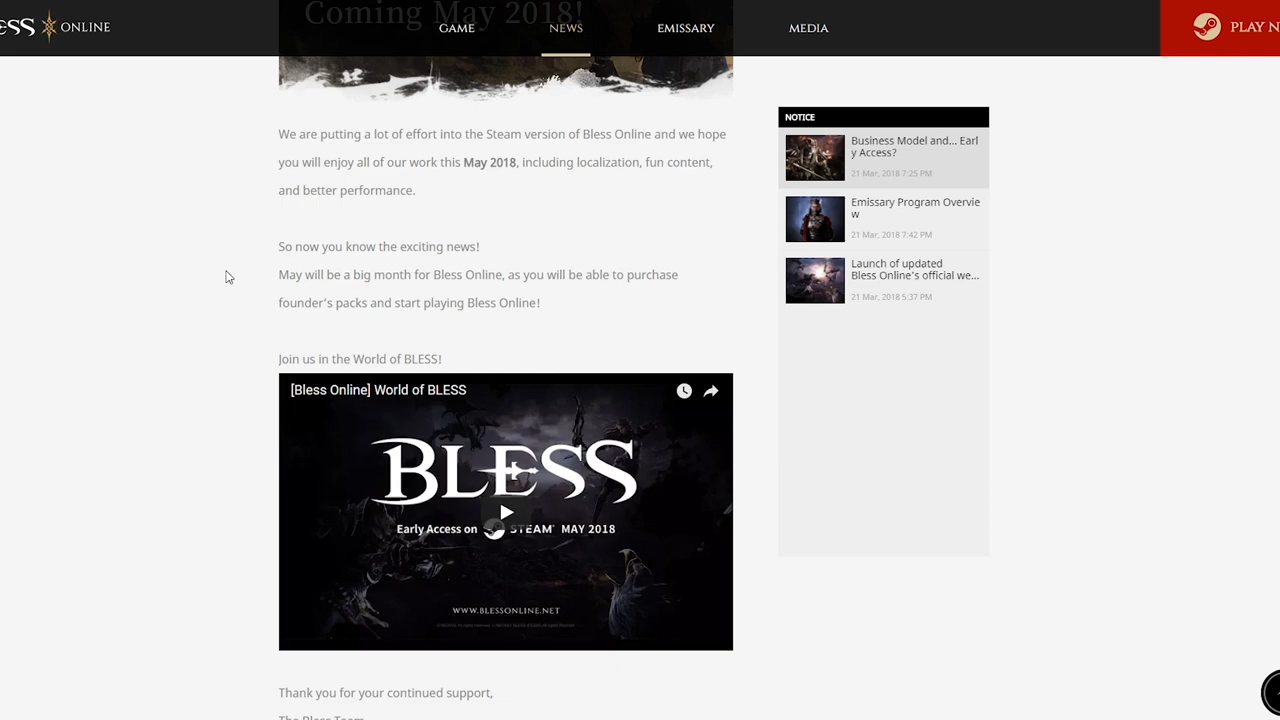 Coming May 2018!
ESS ONLINE
GAME
NEWS
EMISSARY
MEDIA
PLAY N
We are putting a lot of effort into the Steam version of Bless Online and we hope
you will enjoy all of our work this May 2018, including localization, fun content,
and better performance.
So now you know the exciting news!
May will be a big month for Bless Online, as you will be able to purchase
founder's packs and start playing Bless Online!
Join us in the World of BLESS!
[Bless Online] World of BLESS
BLESS
Early Access on STEAM MAY 2018
WWW.BLESSONLINE.NET
Thank you for your continued support,
The Bless Team
NOTICE
Business Model and... Earl
y Access?
21 Mar, 2018 7:25 PM
Emissary Program Overvie
w
21 Mar, 2018 7:42 PM
Launch of updated
Bless Online's official we...
21 Mar, 2018 5:37 PM